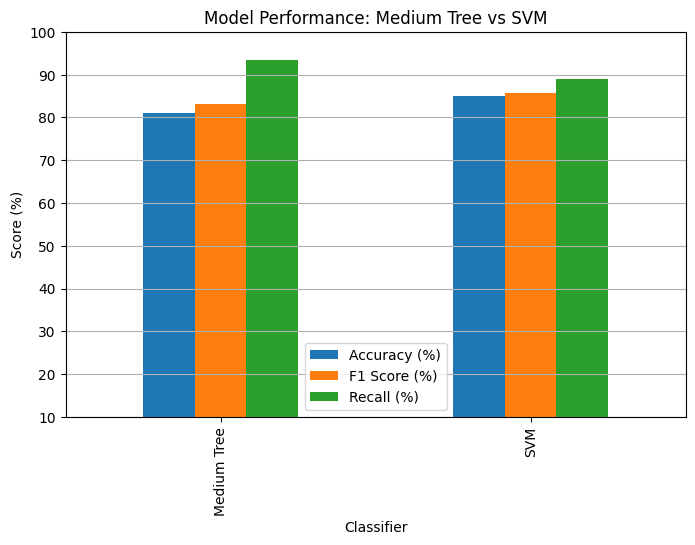 Model Performance: Medium Tree vs SVM
100
90
80
70
60
50
40
30
20
10
Score (%)
Accuracy (%)
F1 Score (%)
Recall (%)
Medium Tree
SVM
Classifier